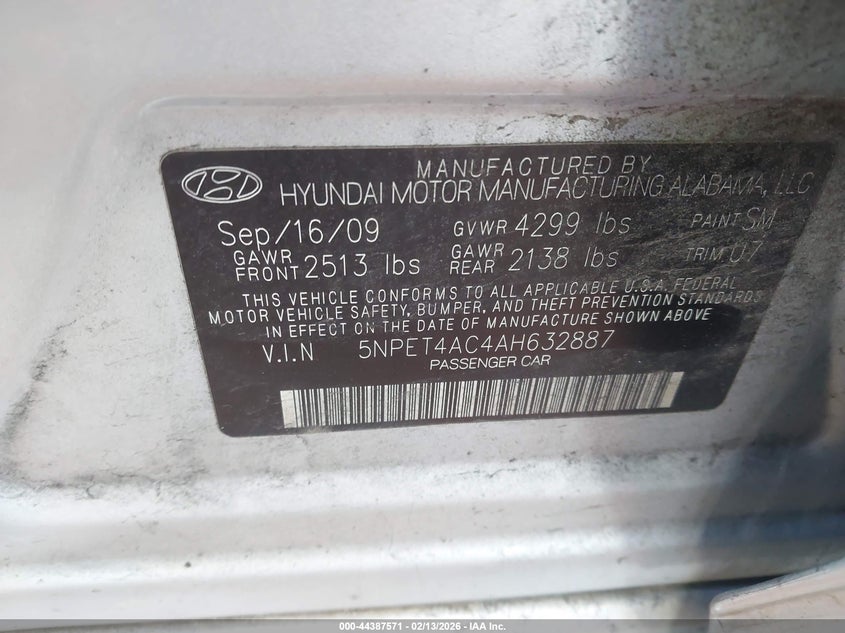 MANUFACTURED BY
HYUNDAI MOTOR MANUFACTURING ALABAMA, LLC
Sep/16/09 GVWR 4299 lbs PAINT SM
GAWR FRONT 2513 lbs GAWR REAR 2138 lbs TRIM U7
THIS VEHICLE CONFORMS TO ALL APPLICABLE U.S.A. FEDERAL
MOTOR VEHICLE SAFETY, BUMPER, AND THEFT PREVENTION STANDARDS
IN EFFECT ON THE DATE OF MANUFACTURE SHOWN ABOVE
V.I.N 5NPET4AC4AH632887
PASSENGER CAR
000-44387571 - 02/13/2026 - IAA Inc.